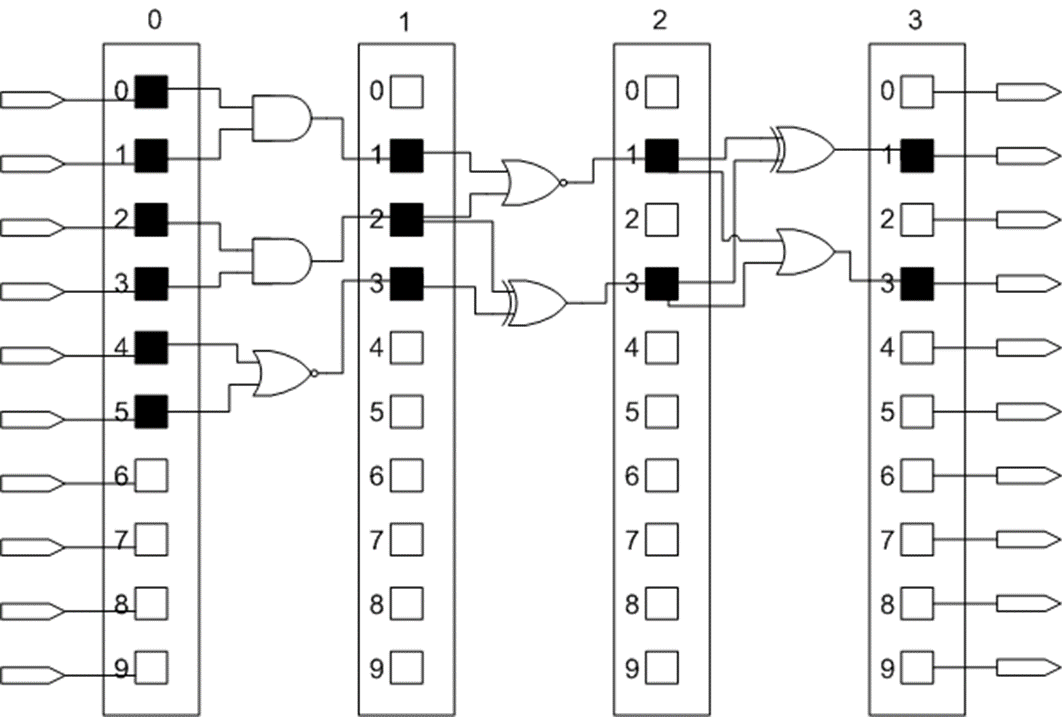 0 1 2 3
0 0 0 0
1 1 1 1
2 2 2 2
3 3 3 3
4 4 4 4
5 5 5 5
6 6 6 6
7 7 7 7
8 8 8 8
9 9 9 9